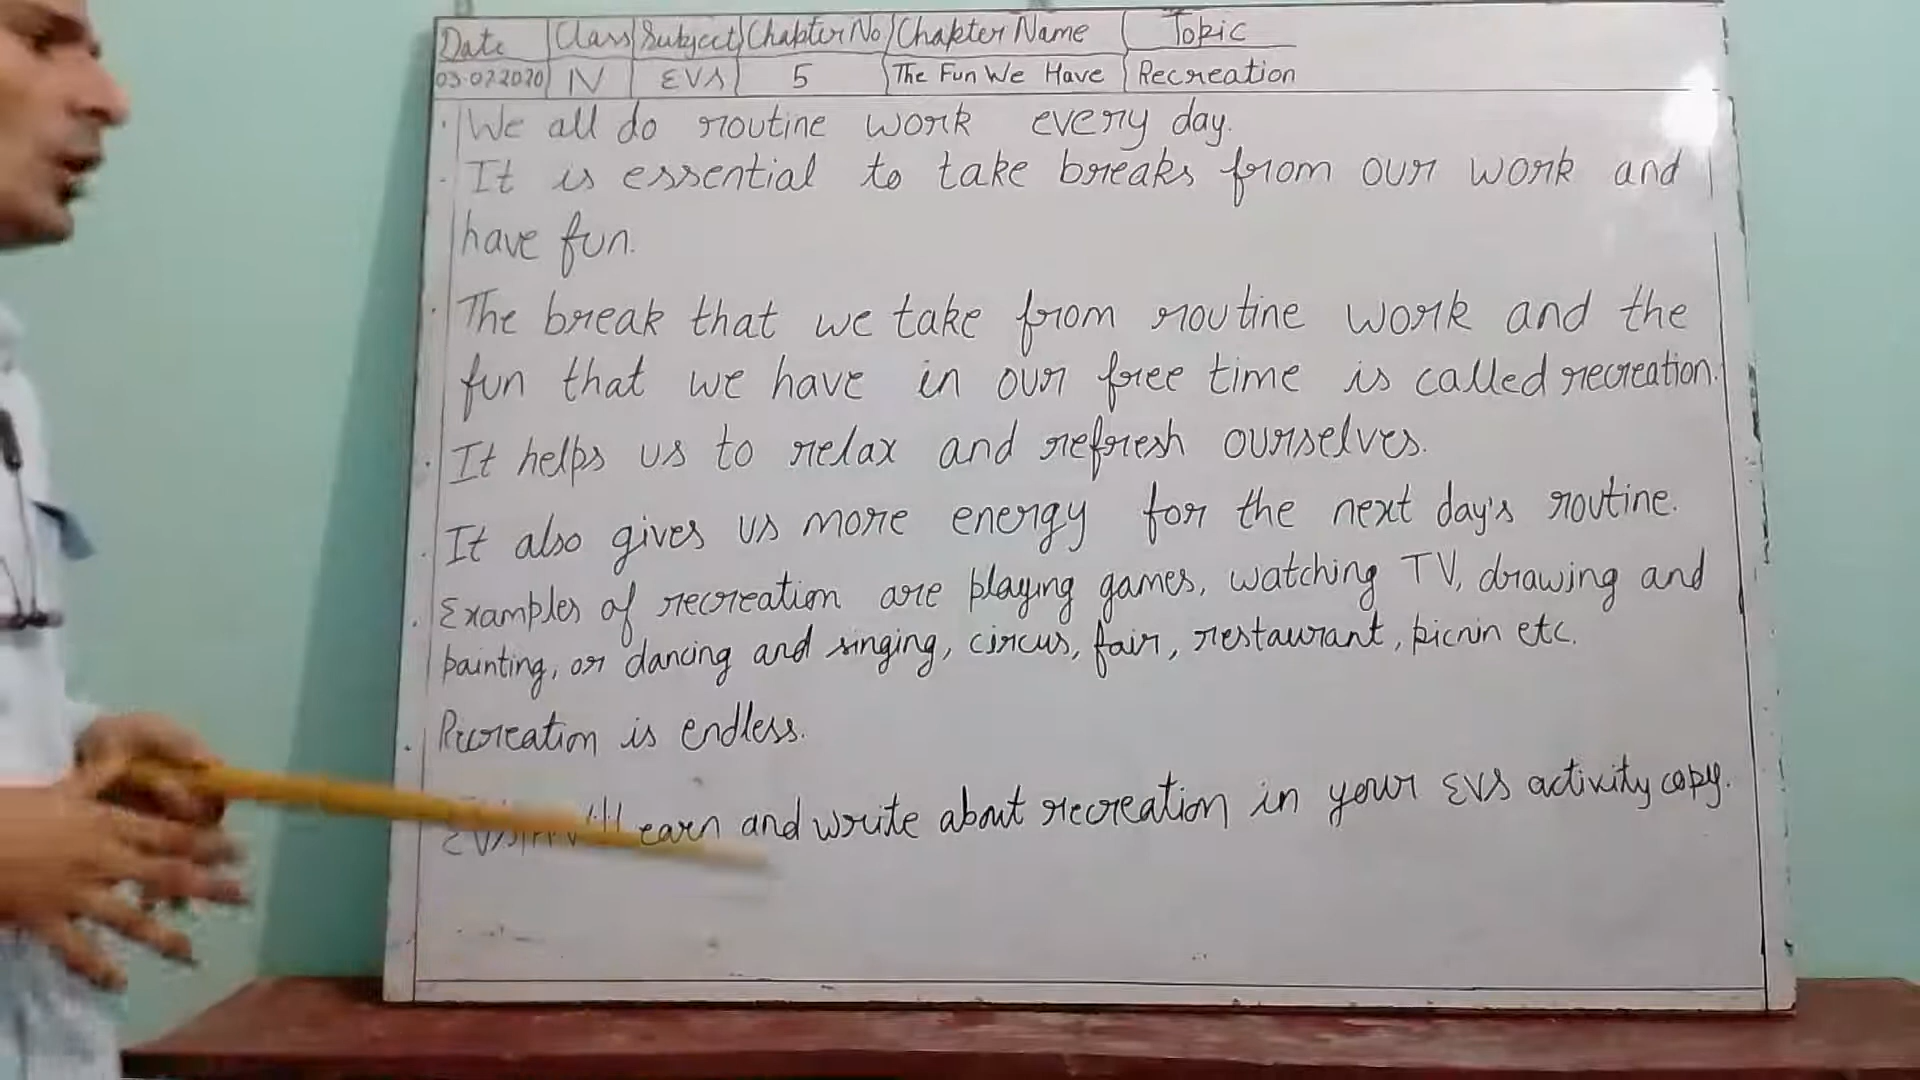 Date Class Subject Chapter No Chapter Name Topic
03.07.2020 IV EVS 5 The Fun We Have Recreation
We all do routine work every day.
It is essential to take breaks from our work and
have fun.
The break that we take from routine work and the
fun that we have in our free time is called recreation.
It helps us to relax and refresh ourselves.
It also gives us more energy for the next day's routine.
Examples of recreation are playing games, watching TV, drawing and
painting, or dancing and singing, circus, fair, restaurant, picnin etc.
Recreation is endless.
Learn and write about recreation in your EVS activity copy.